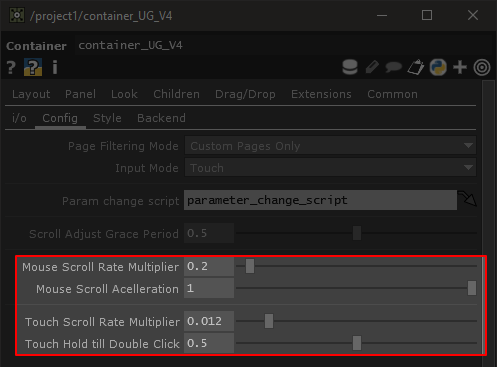 /project1/container_UG_V4
Container container_UG_V4
? ? i
Layout Panel Look Children Drag/Drop Extensions Common
i/o Config Style Backend
Page Filtering Mode Custom Pages Only
Input Mode Touch
Param change script parameter_change_script
Scroll Adjust Grace Period 0.5
Mouse Scroll Rate Multiplier 0.2
Mouse Scroll Acelleration 1
Touch Scroll Rate Multiplier 0.012
Touch Hold till Double Click 0.5